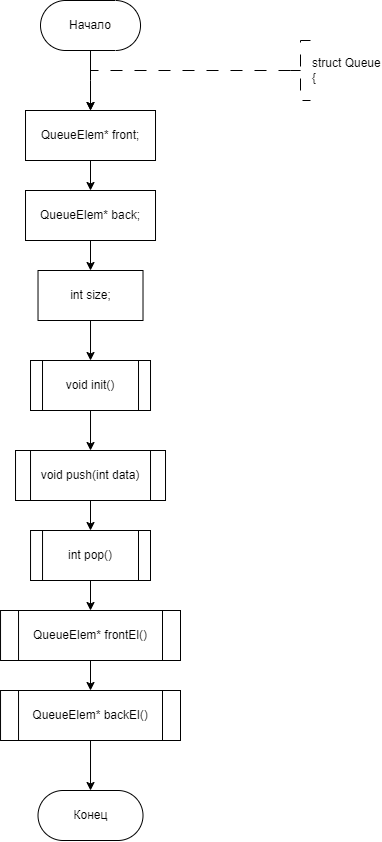 Начало
struct Queue
{
QueueElem* front;
QueueElem* back;
int size;
void init()
void push(int data)
int pop()
QueueElem* frontEl()
QueueElem* backEl()
Конец